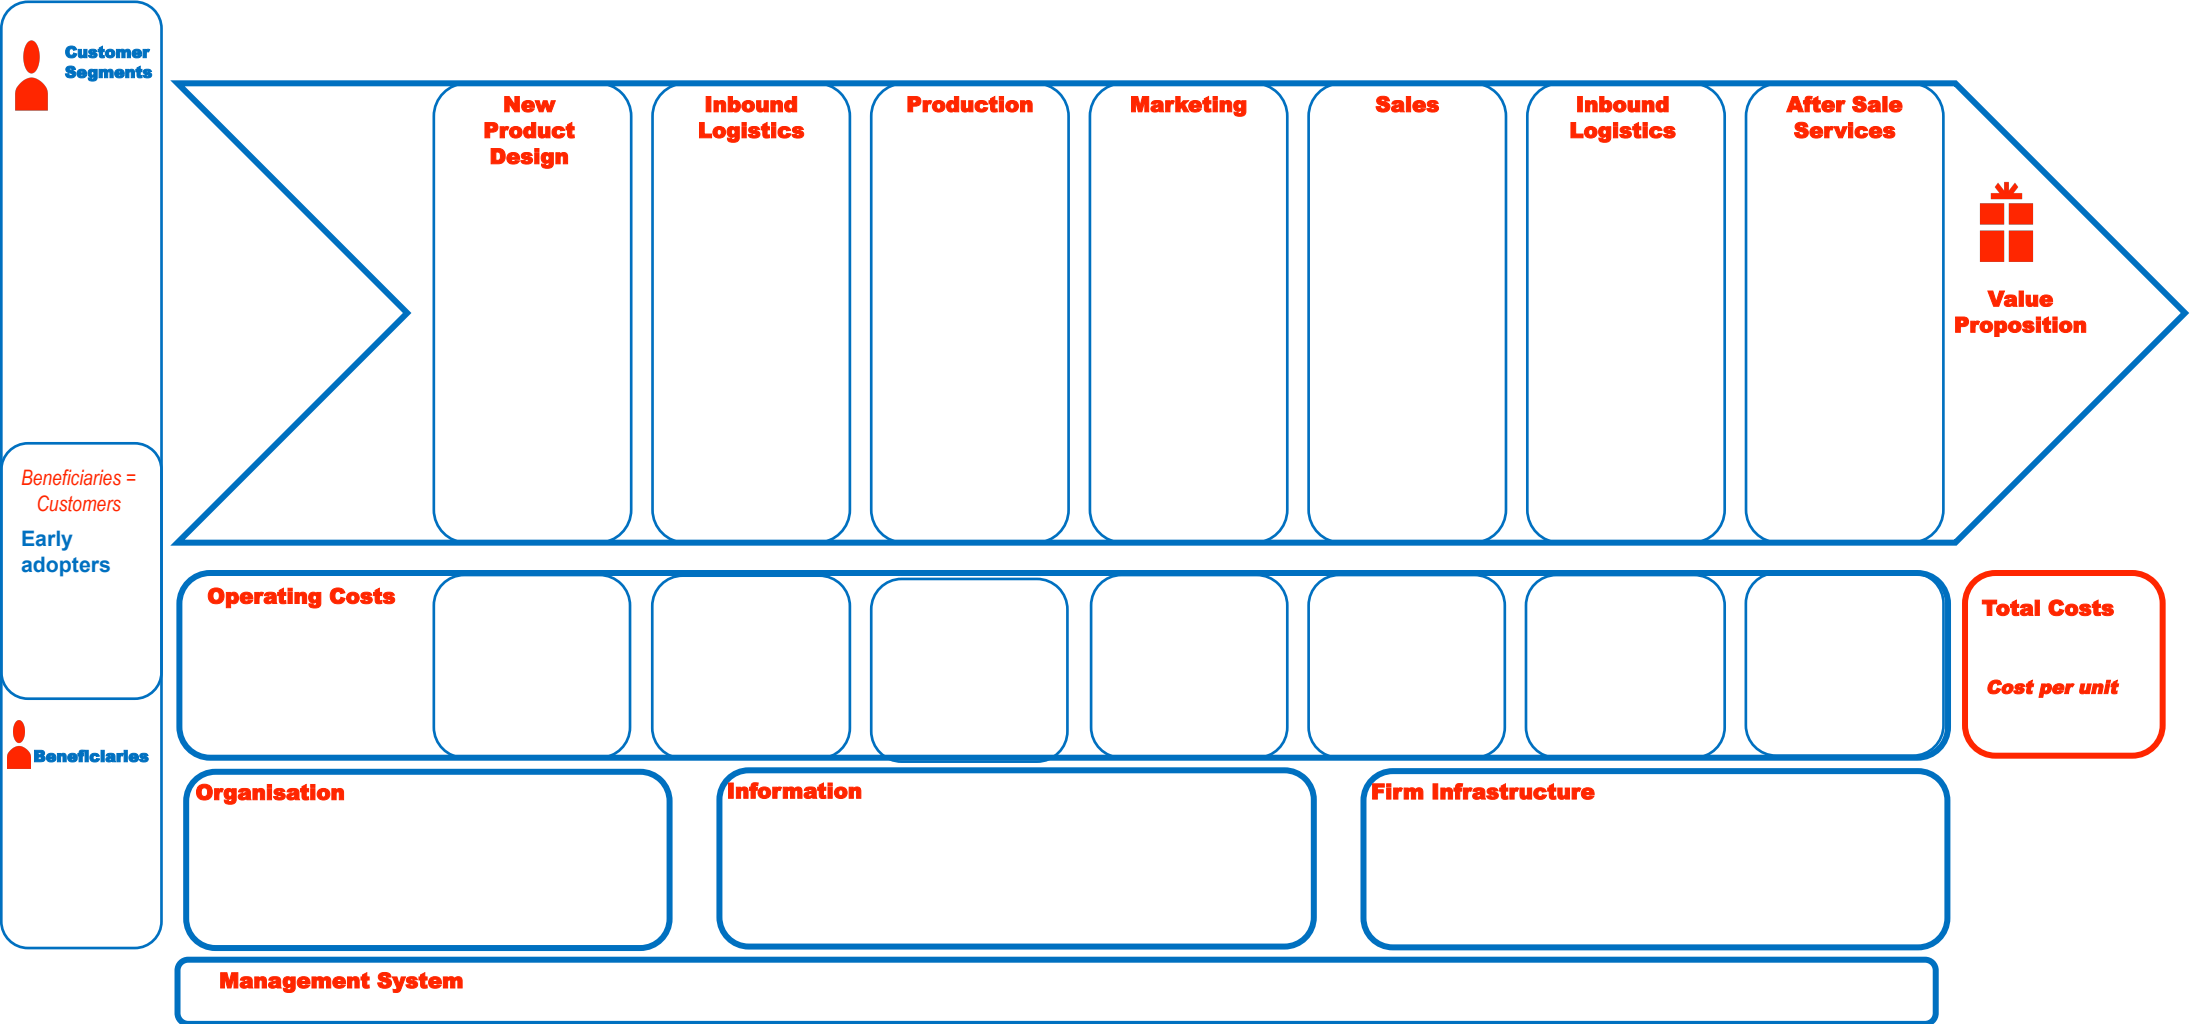 Customer
Segments
New
Product
Design
Inbound
Logistics
Production
Marketing
Sales
Inbound
Logistics
After Sale
Services
Value
Proposition
Beneficiaries =
Customers
Early
adopters
Operating Costs
Total Costs
Cost per unit
Beneficiaries
Organisation
Information
Firm Infrastructure
Management System